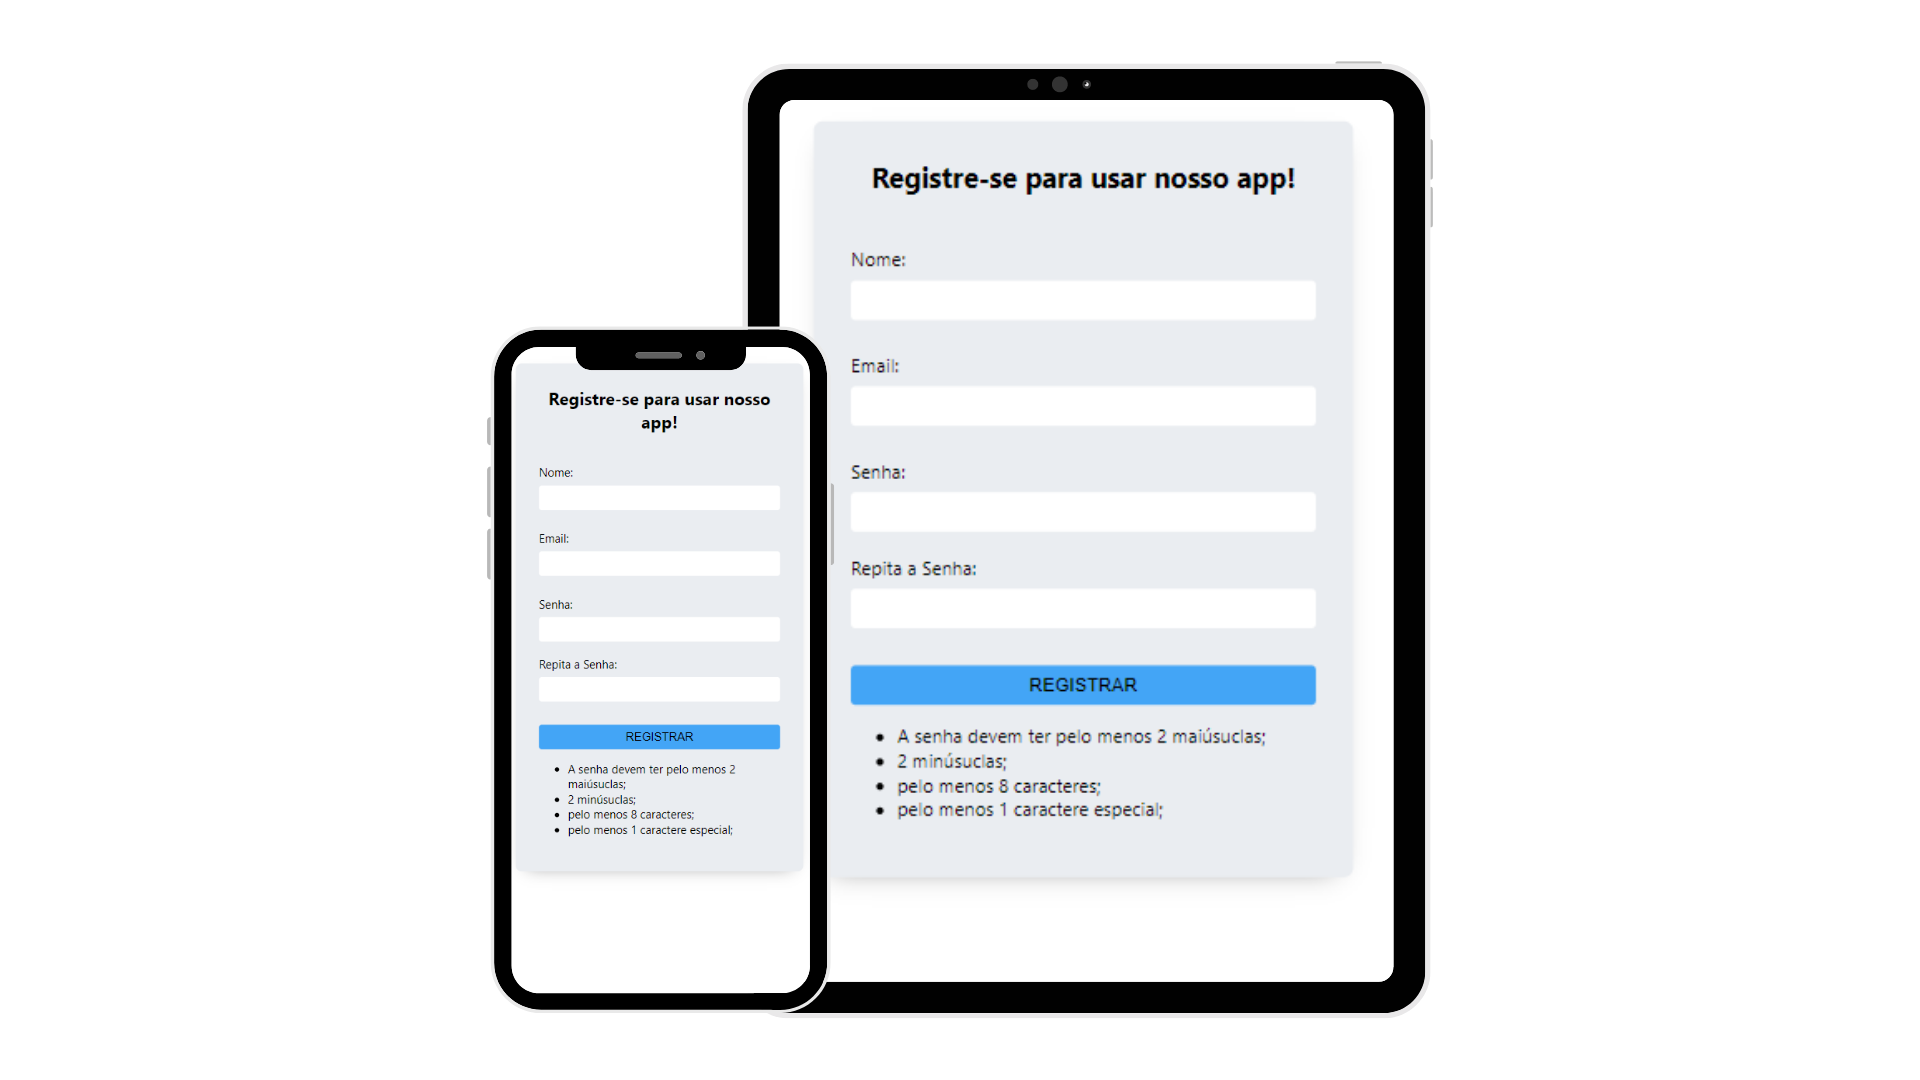 Registre-se para usar nosso app!
Nome:
Email:
Senha:
Repita a Senha:
REGISTRAR
A senha devem ter pelo menos 2 maiúsuclas;
2 minúsuclas;
pelo menos 8 caracteres;
pelo menos 1 caractere especial;
Registre-se para usar nosso
app!
Nome:
Email:
Senha:
Repita a Senha:
REGISTRAR
A senha devem ter pelo menos 2
maiúsuclas;
2 minúsuclas;
pelo menos 8 caracteres;
pelo menos 1 caractere especial;